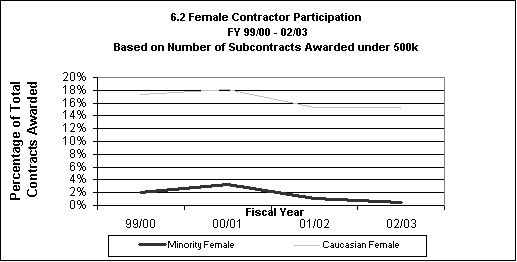 6.2 Female Contractor Participation
FY 99/00 - 02/03
Based on Number of Subcontracts Awarded under 500k
Percentage of Total
Contracts Awarded
20%
18%
16%
14%
12%
10%
8%
6%
4%
2%
0%
99/00
00/01
01/02
02/03
Fiscal Year
Minority Female
Caucasian Female